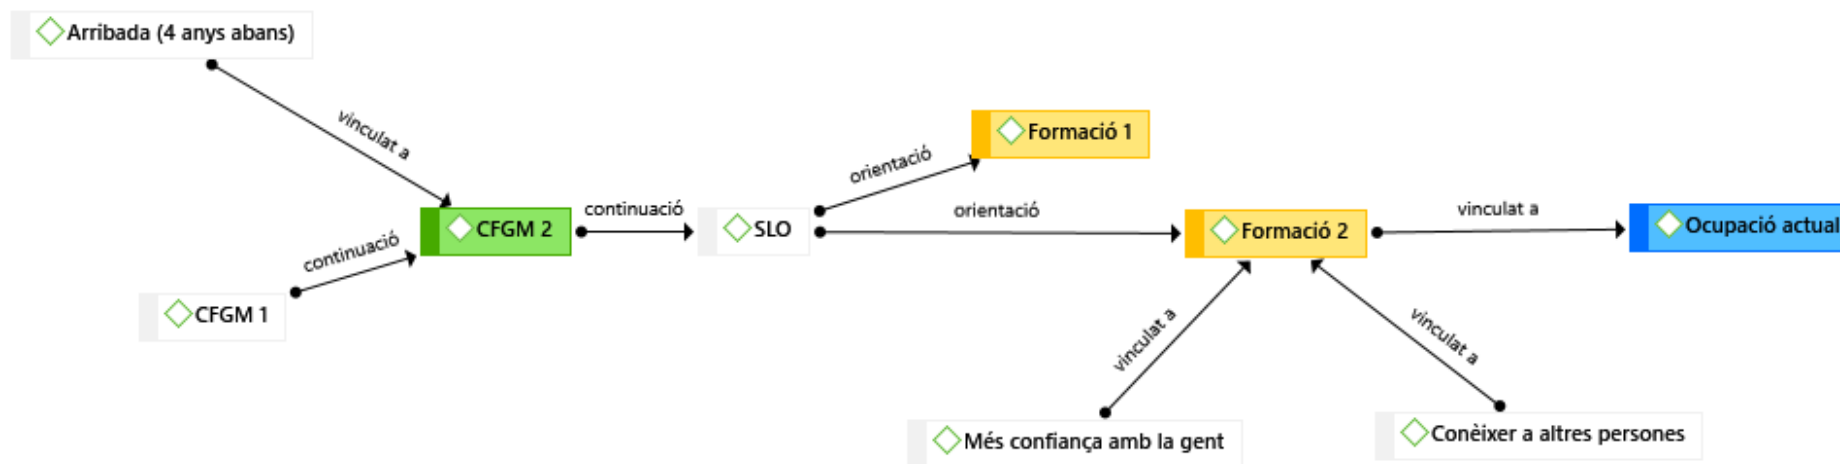 Arribada (4 anys abans)
vinculat a
Formació 1
orientació
CFGM 2
continuació
SLO
orientació
Formació 2
vinculat a
Ocupació actual
continuació
CFGM 1
vinculat a
vinculat a
Més confiança amb la gent
Conèixer a altres persones